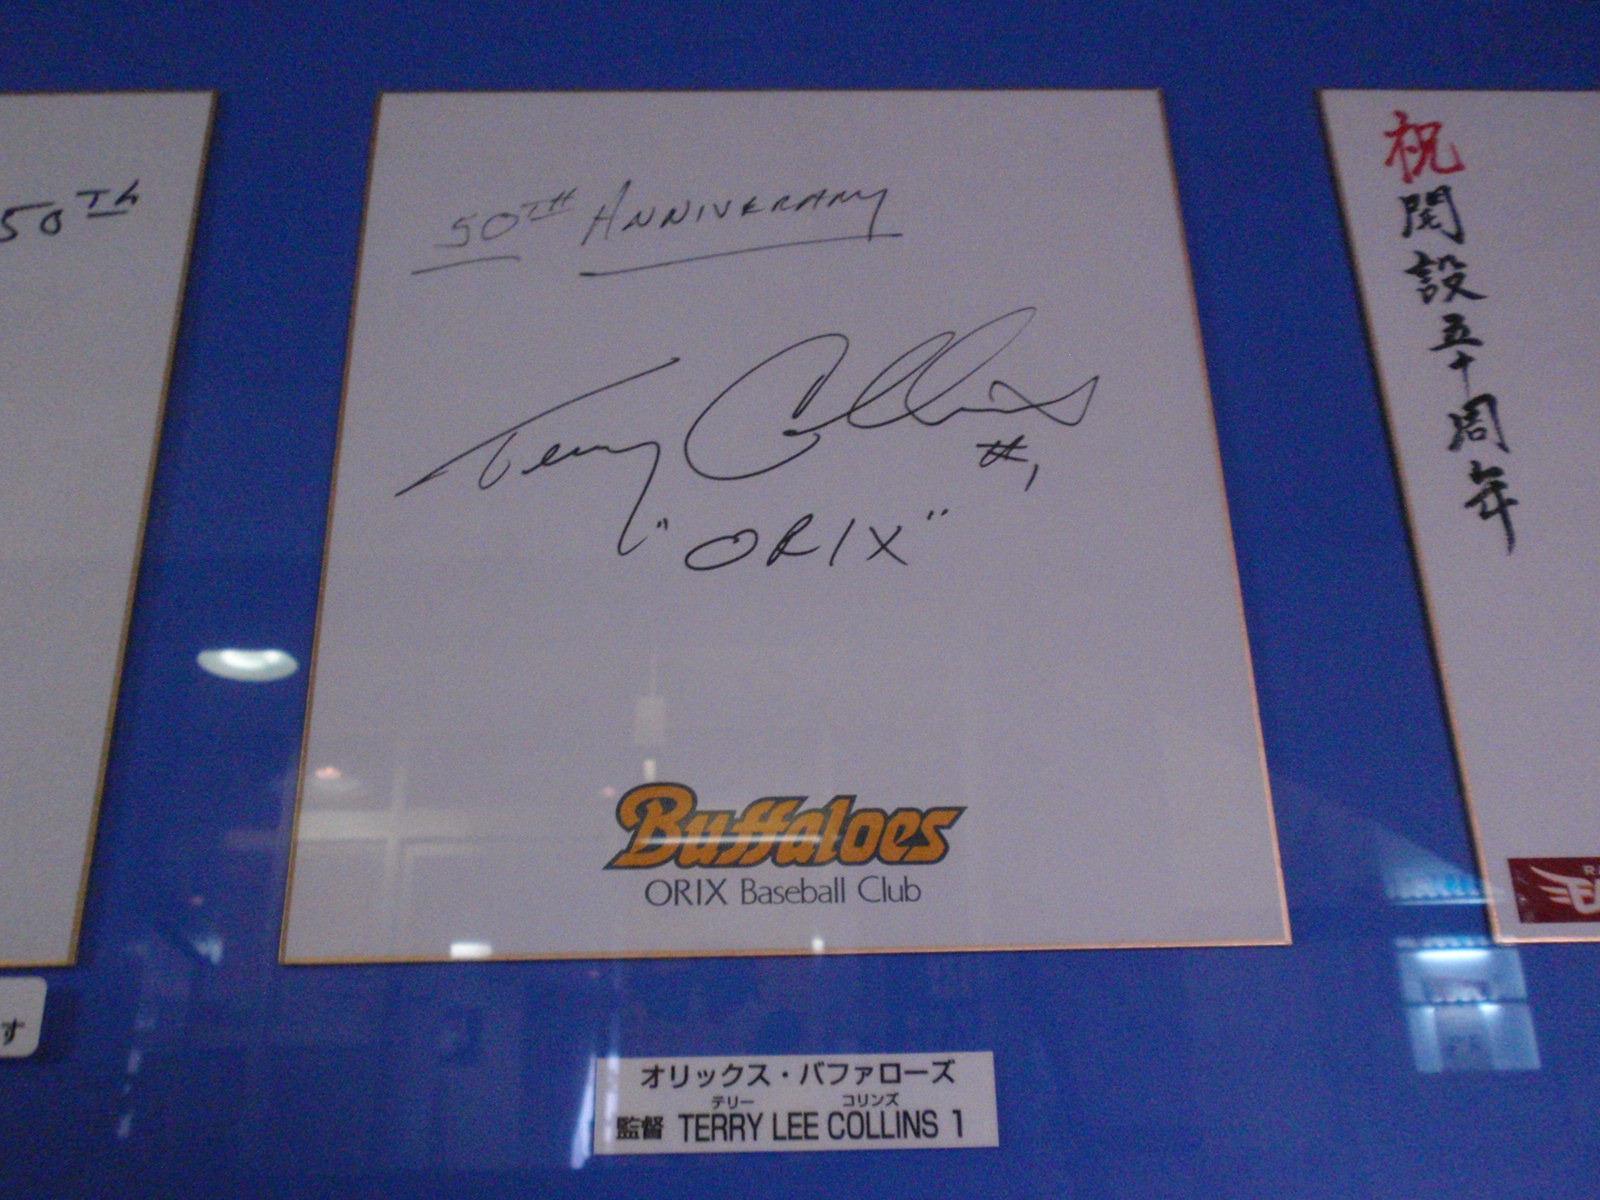 50Th
50TH ANNIVERARY
Terry Collins
#1
"ORIX"
Buffaloes
ORIX Baseball Club
祝
開設五十周年
す
オリックス・バファローズ
テリー コリンズ
監督 TERRY LEE COLLINS 1